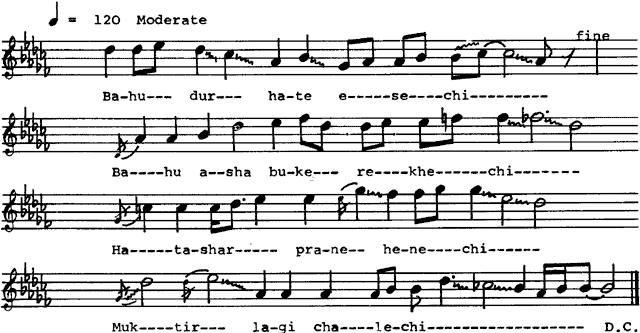 ♩ = 120 Moderate
fine
Ba-hu--- dur--- ha-te e-----se----chi---------
Ba----hu a--sha bu-ke--- re----khe------chi-------
Ha-----ta-shar----- pra-ne-- he-ne----chi------
Muk----tir--- la-gi cha----le-chi------------------- D.C.